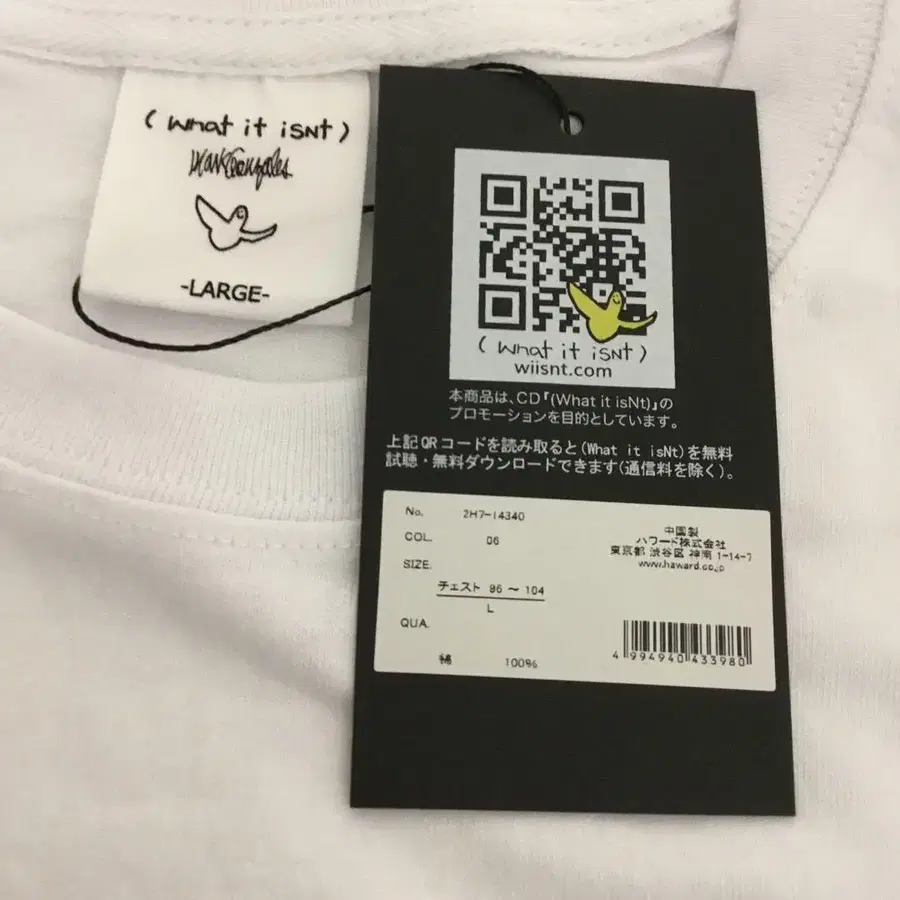 (What it iSNt)
Mark Gonzales
-LARGE-
(What it iSNt)
wiisnt.com
本商品は、CD『(What it isNt)』の
プロモーションを目的としています。
上記QRコードを読み取ると(What it isNt)を無料
試聴・無料ダウンロードできます(通信料を除く)。
No. 2H7-14340
COL. 06
SIZE.
チェスト 96 〜 104
L
QUA.
綿 100%
中国製
ハワード株式会社
東京都 渋谷区 神南 1-14-7
www.haward.co.jp
4 994940 433980